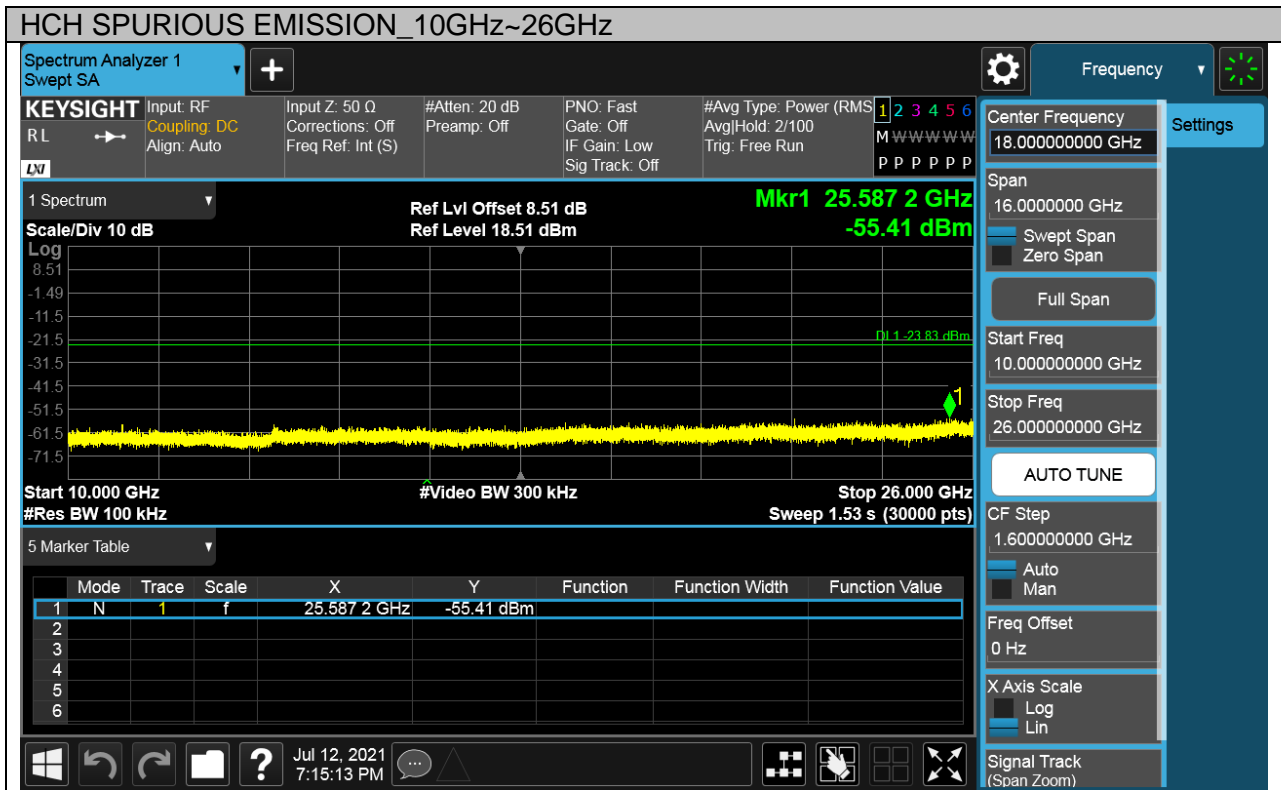 HCH SPURIOUS EMISSION_10GHz~26GHz
Spectrum Analyzer 1
Swept SA
+
Frequency
KEYSIGHT
RL
LXI
Input: RF
Coupling: DC
Align: Auto
Input Z: 50 Ω
Corrections: Off
Freq Ref: Int (S)
#Atten: 20 dB
Preamp: Off
PNO: Fast
Gate: Off
IF Gain: Low
Sig Track: Off
#Avg Type: Power (RMS
Avg|Hold: 2/100
Trig: Free Run
1 2 3 4 5 6
M W W W W W
P P P P P P
1 Spectrum
Scale/Div 10 dB
Ref Lvl Offset 8.51 dB
Ref Level 18.51 dBm
Mkr1 25.587 2 GHz
-55.41 dBm
Log
8.51
-1.49
-11.5
-21.5
-31.5
-41.5
-51.5
-61.5
-71.5
DL1 -23.83 dBm
1
Start 10.000 GHz
#Res BW 100 kHz
#Video BW 300 kHz
Stop 26.000 GHz
Sweep 1.53 s (30000 pts)
5 Marker Table
Mode Trace Scale X Y Function Function Width Function Value
1 N 1 f 25.587 2 GHz -55.41 dBm
2
3
4
5
6
Center Frequency
18.000000000 GHz
Settings
Span
16.0000000 GHz
Swept Span
Zero Span
Full Span
Start Freq
10.000000000 GHz
Stop Freq
26.000000000 GHz
AUTO TUNE
CF Step
1.600000000 GHz
Auto
Man
Freq Offset
0 Hz
X Axis Scale
Log
Lin
Signal Track
(Span Zoom)
?
Jul 12, 2021
7:15:13 PM